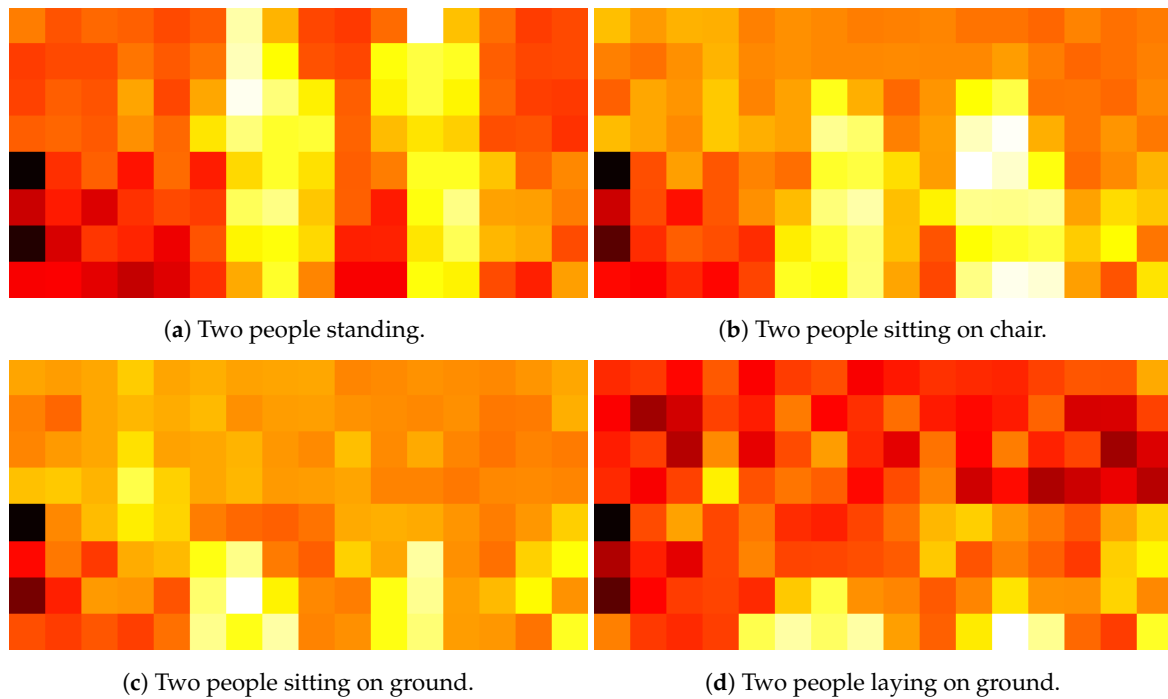 (a) Two people standing.
(b) Two people sitting on chair.
(c) Two people sitting on ground.
(d) Two people laying on ground.